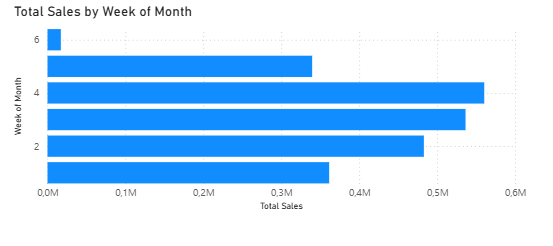 Total Sales by Week of Month
6
4
2
Week of Month
0,0M 0,1M 0,2M 0,3M 0,4M 0,5M 0,6M
Total Sales